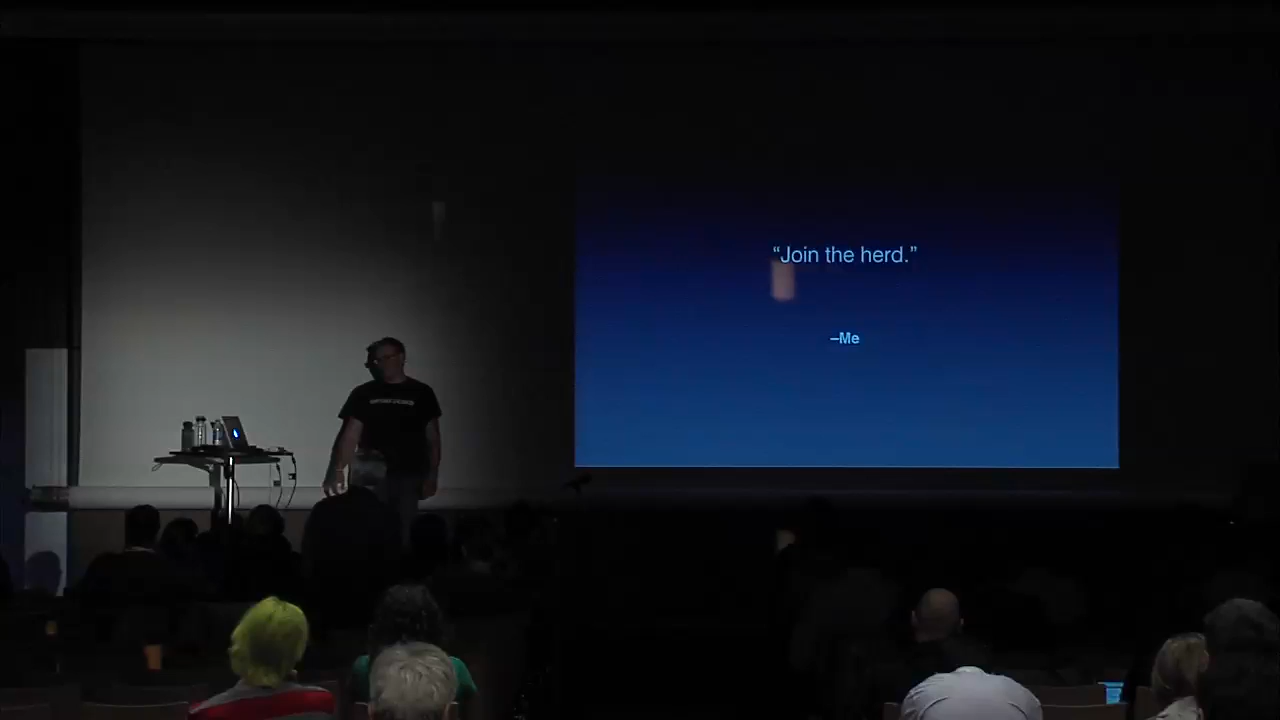 “Join the herd.”
–Me